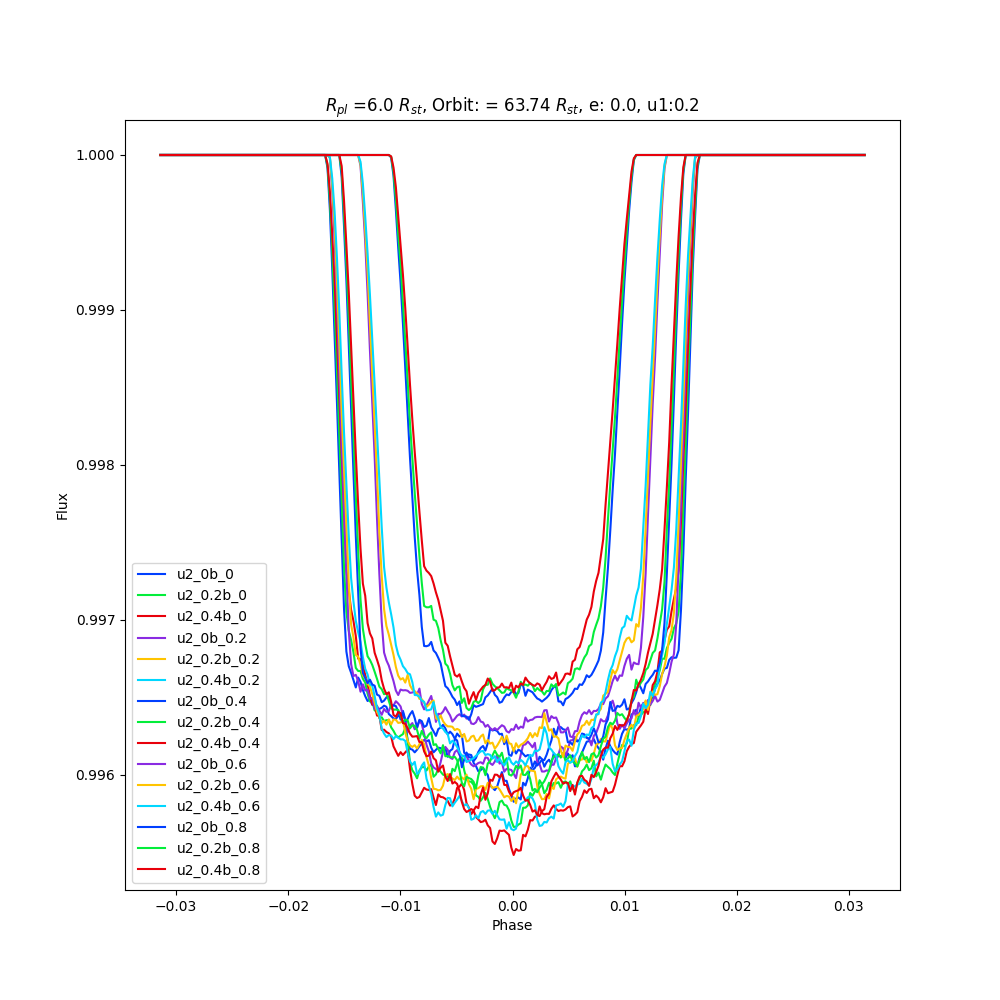 R_pl =6.0 R_st, Orbit: = 63.74 R_st, e: 0.0, u1:0.2
1.000
0.999
0.998
0.997
0.996
Flux
u2_0b_0
u2_0.2b_0
u2_0.4b_0
u2_0b_0.2
u2_0.2b_0.2
u2_0.4b_0.2
u2_0b_0.4
u2_0.2b_0.4
u2_0.4b_0.4
u2_0b_0.6
u2_0.2b_0.6
u2_0.4b_0.6
u2_0b_0.8
u2_0.2b_0.8
u2_0.4b_0.8
−0.03 −0.02 −0.01 0.00 0.01 0.02 0.03
Phase